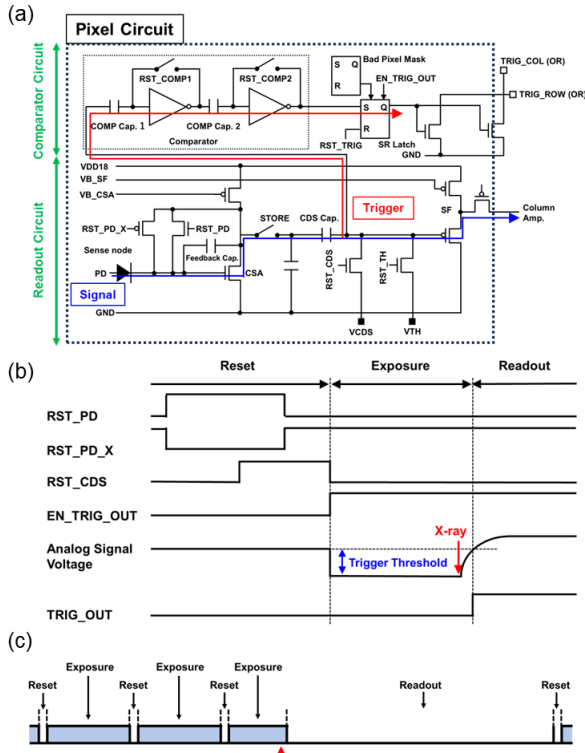 (a)
Pixel Circuit
Comparator Circuit
Readout Circuit
RST_COMP1
RST_COMP2
COMP Cap. 1
COMP Cap. 2
Comparator
Bad Pixel Mask
S Q
R
EN_TRIG_OUT
S Q
R
RST_TRIG
SR Latch
GND
TRIG_COL (OR)
TRIG_ROW (OR)
VDD18
VB_SF
VB_CSA
RST_PD_X
RST_PD
Sense node
STORE
CDS Cap.
Trigger
SF
Column
Amp.
Feedback Cap.
PD
CSA
Signal
RST_CDS
RST_TH
GND
VCDS
VTH
(b)
Reset Exposure Readout
RST_PD
RST_PD_X
RST_CDS
EN_TRIG_OUT
X-ray
Analog Signal
Voltage
Trigger Threshold
TRIG_OUT
(c)
Exposure Exposure Exposure
Reset Reset Reset Readout Reset